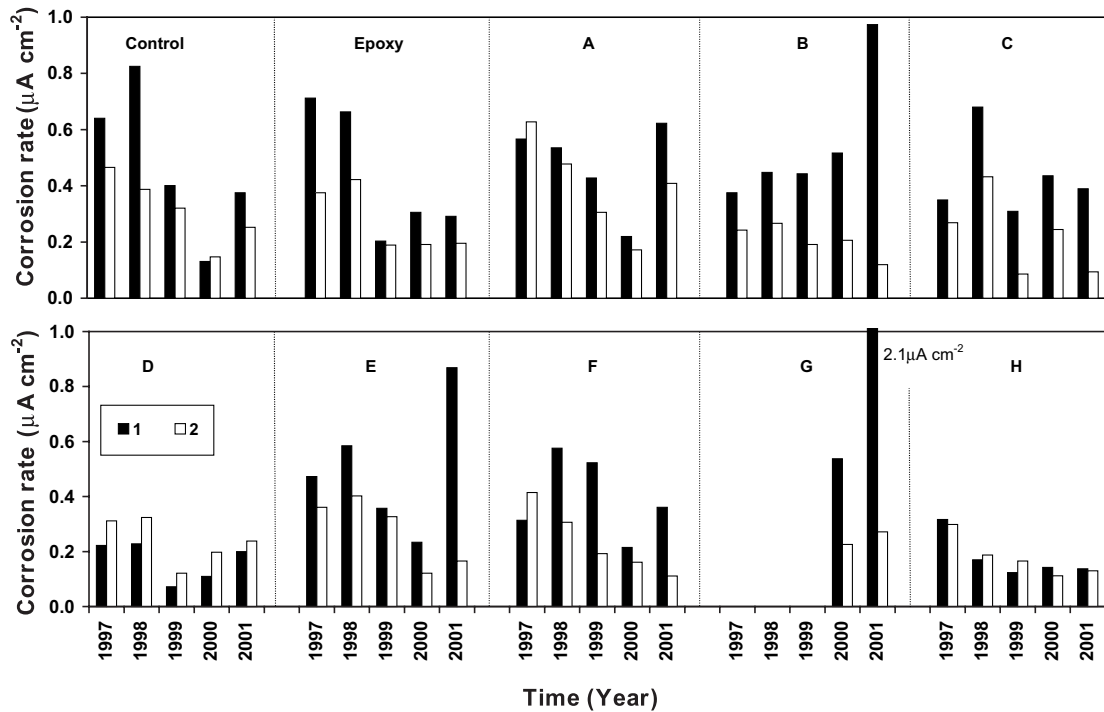 Corrosion rate (μA cm-2)
1.0
0.8
0.6
0.4
0.2
0.0
Control
Epoxy
A
B
C
Corrosion rate (μA cm-2)
1.0
0.8
0.6
0.4
0.2
0.0
D
E
F
G
2.1μA cm-2
H
1 2
1997 1998 1999 2000 2001 1997 1998 1999 2000 2001 1997 1998 1999 2000 2001 1997 1998 1999 2000 2001 1997 1998 1999 2000 2001
Time (Year)